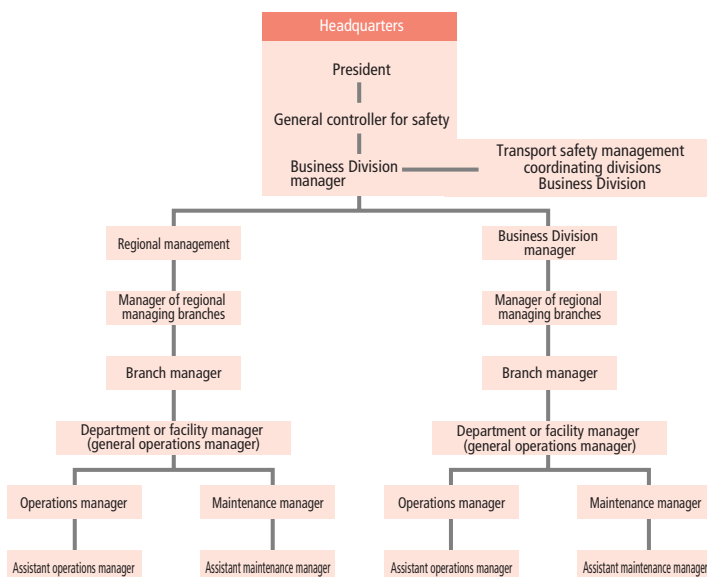 Headquarters
President
General controller for safety
Business Division
manager
Transport safety management
coordinating divisions
Business Division
Regional management
Business Division
manager
Manager of regional
managing branches
Manager of regional
managing branches
Branch manager
Branch manager
Department or facility manager
(general operations manager)
Department or facility manager
(general operations manager)
Operations manager
Maintenance manager
Operations manager
Maintenance manager
Assistant operations manager
Assistant maintenance manager
Assistant operations manager
Assistant maintenance manager